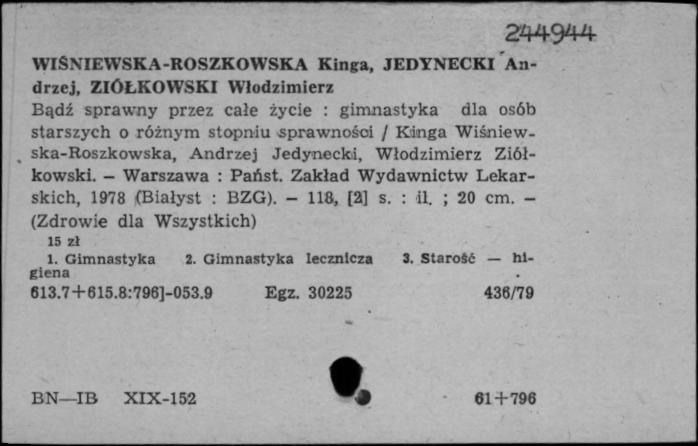 244944
WIŚNIEWSKA-ROSZKOWSKA Kinga, JEDYNECKI An-
drzej, ZIÓŁKOWSKI Włodzimierz
Bądź sprawny przez całe życie : gimnastyka dla osób
starszych o różnym stopniu sprawności / Kinga Wiśniew-
ska-Roszkowska, Andrzej Jedynecki, Włodzimierz Ziół-
kowski. — Warszawa : Państ. Zakład Wydawnictw Lekar-
skich, 1978 (Białyst : BZG). — 118, [2] s. : il. ; 20 cm. —
(Zdrowie dla Wszystkich)
15 zł
1. Gimnastyka 2. Gimnastyka lecznicza 3. Starość — hi-
giena
613.7+615.8:796]-053.9 Egz. 30225 436/79
BN—IB XIX-152 61+796